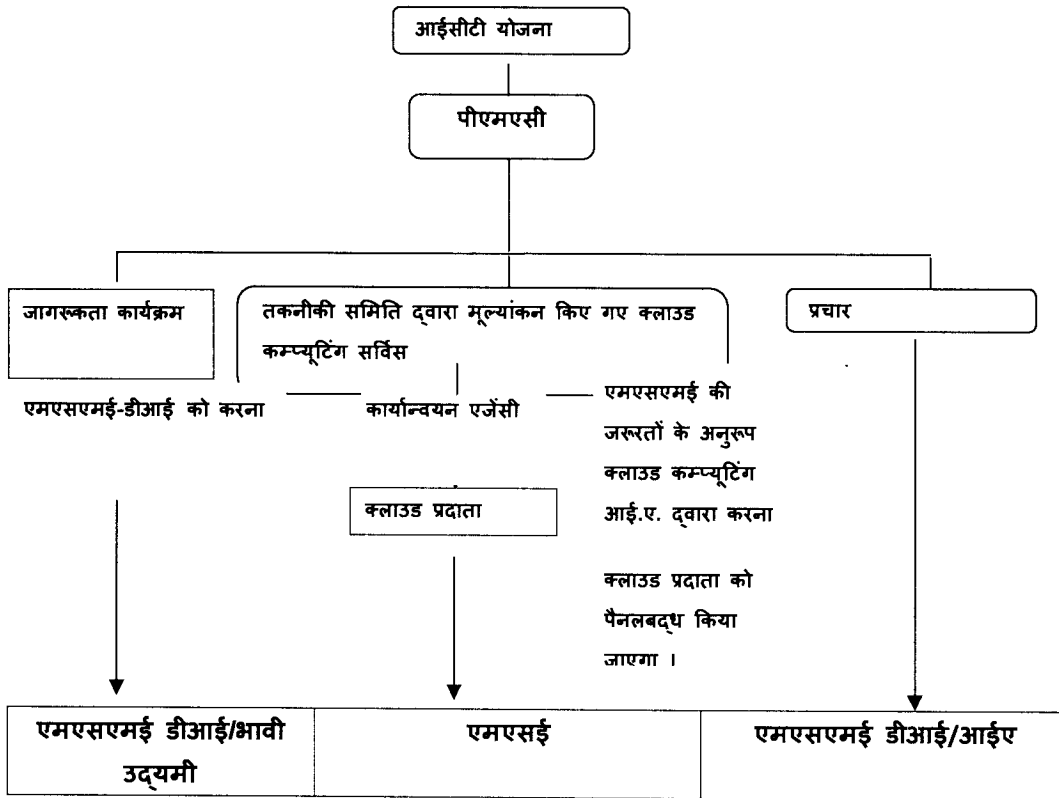 आईसीटी योजना
पीएमएसी
जागरूकता कार्यक्रम
तकनीकी समिति द्वारा मूल्यांकन किए गए क्लाउड
कम्प्यूटिंग सर्विस
प्रचार
एमएसएमई-डीआई को करना
कार्यान्वयन एजेंसी
एमएसएमई की
जरूरतों के अनुरूप
क्लाउड कम्प्यूटिंग
आई.ए. द्वारा करना
क्लाउड प्रदाता
क्लाउड प्रदाता को
पैनलबद्ध किया
जाएगा ।
एमएसएमई डीआई/भावी
उद्यमी
एमएसई
एमएसएमई डीआई/आईए